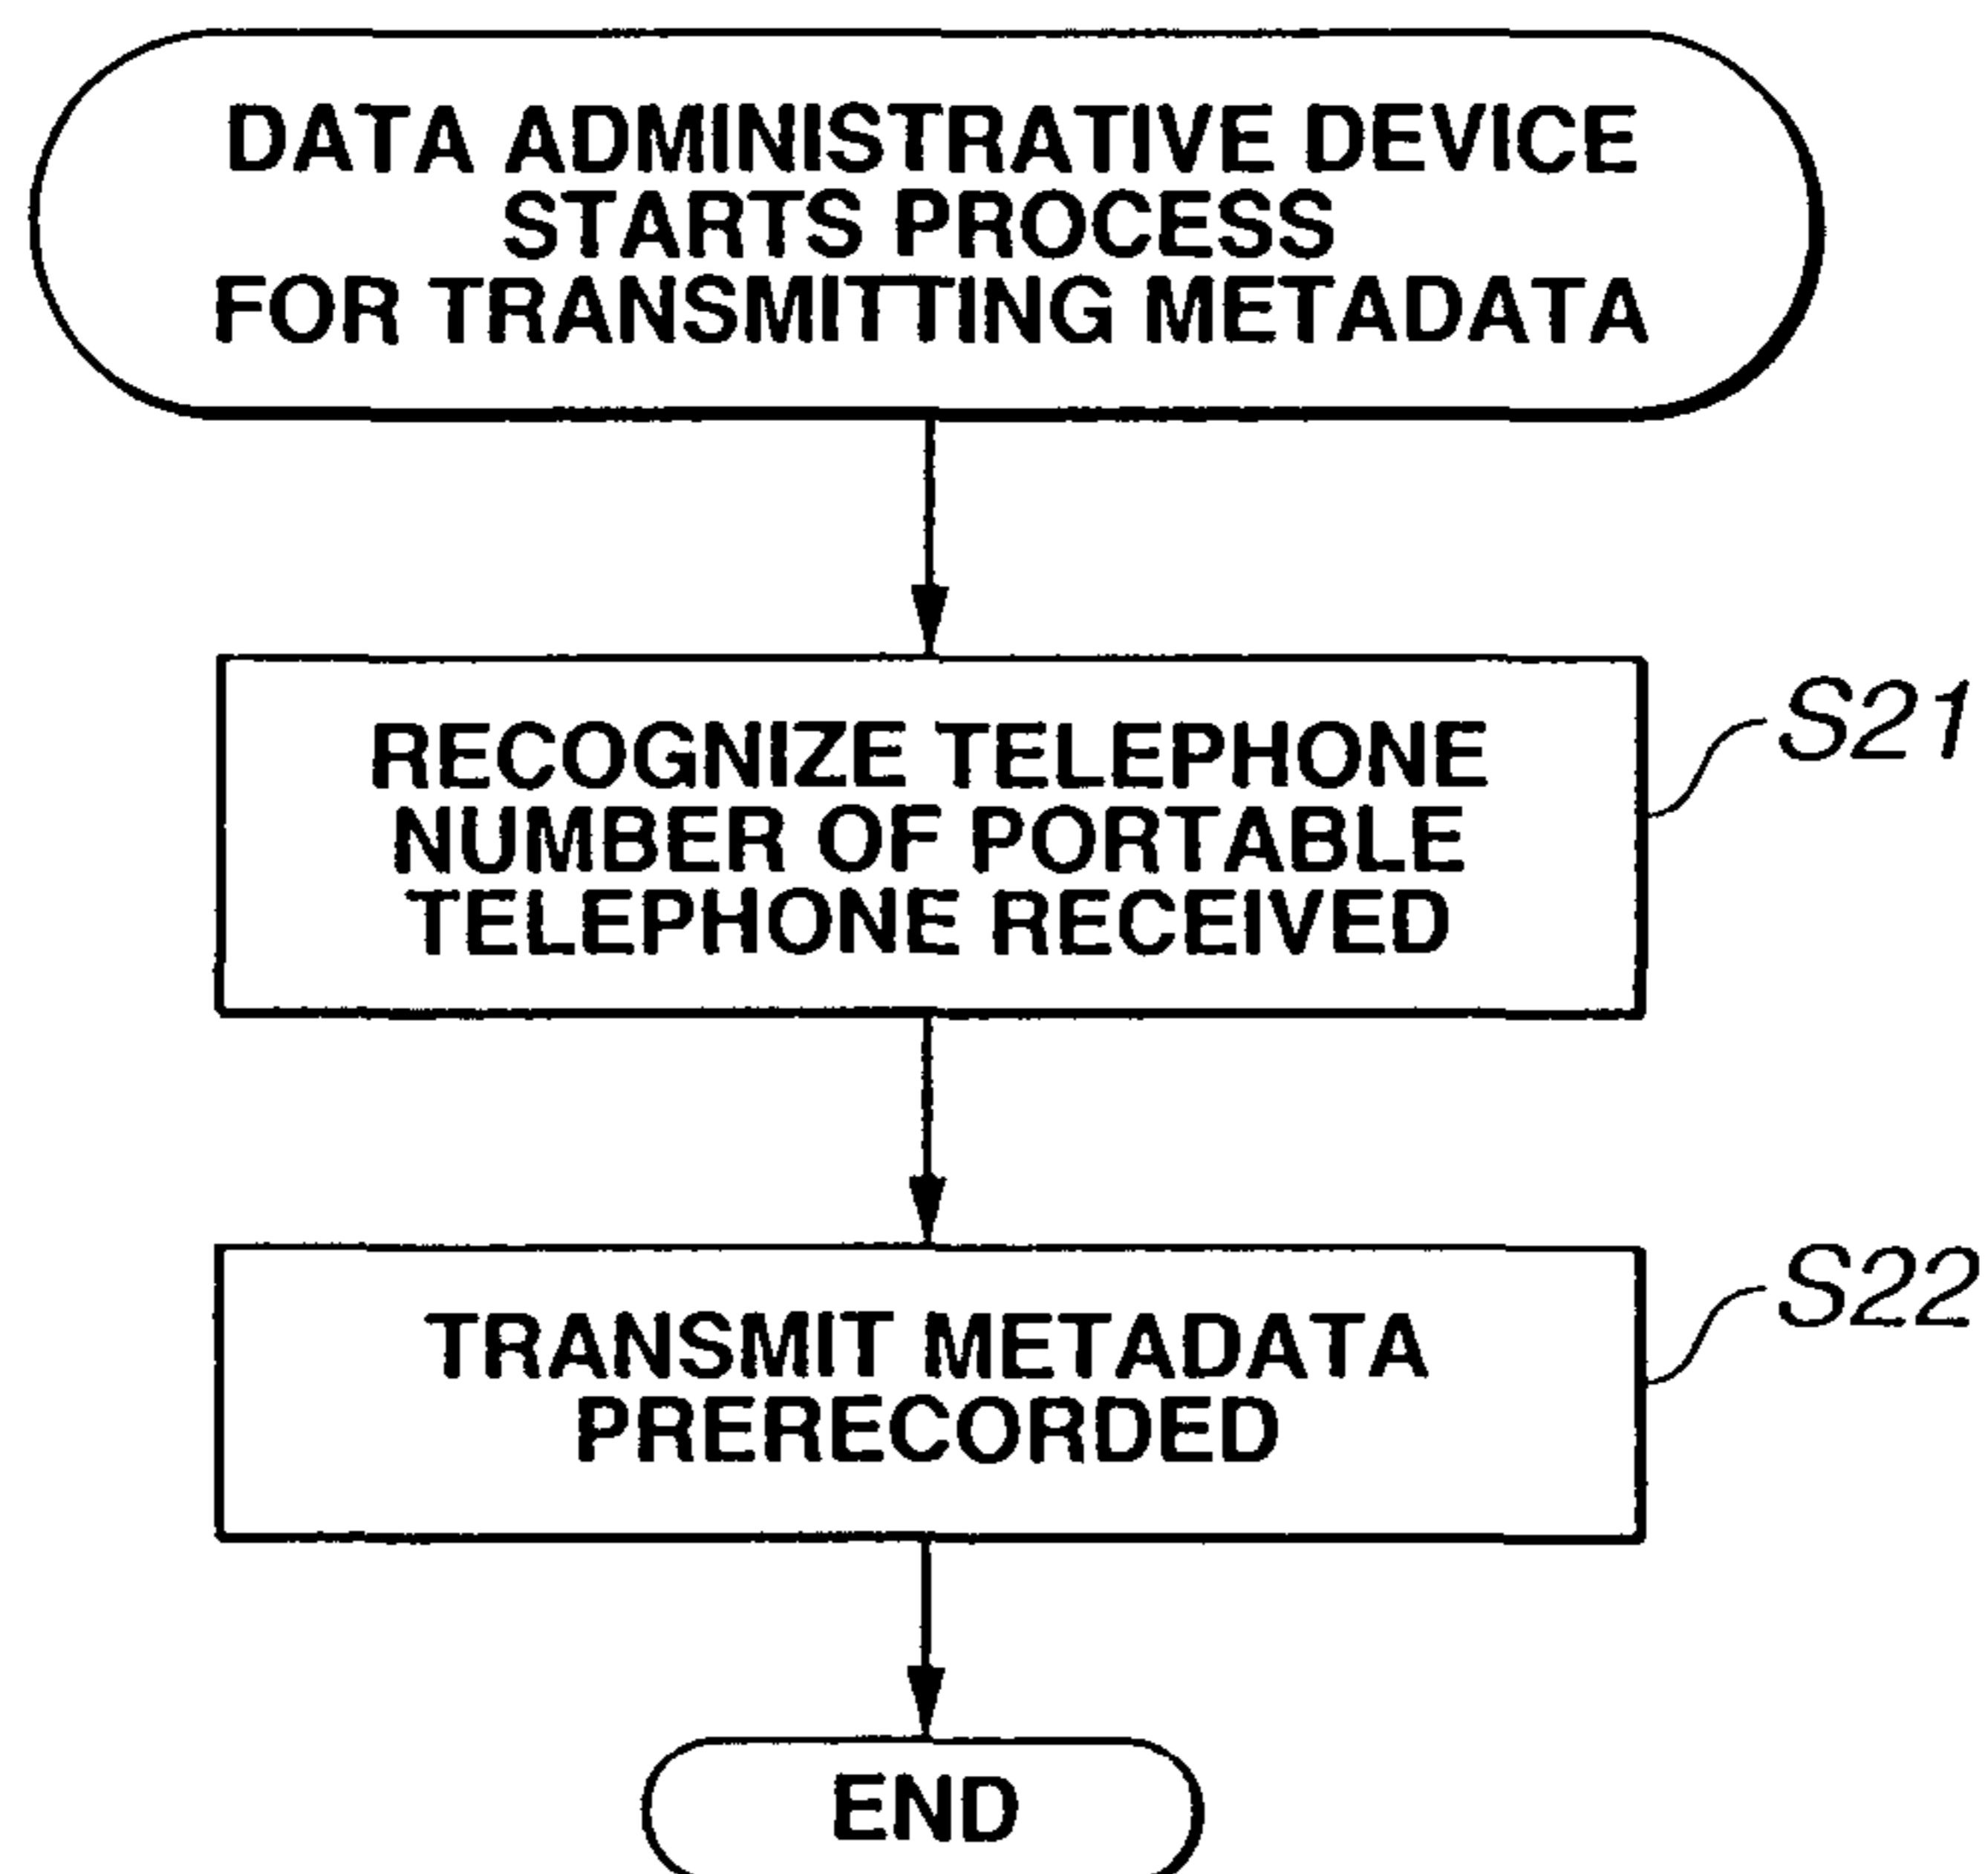 DATA ADMINISTRATIVE DEVICE
STARTS PROCESS
FOR TRANSMITTING METADATA
RECOGNIZE TELEPHONE
NUMBER OF PORTABLE
TELEPHONE RECEIVED
S21
TRANSMIT METADATA
PRERECORDED
S22
END